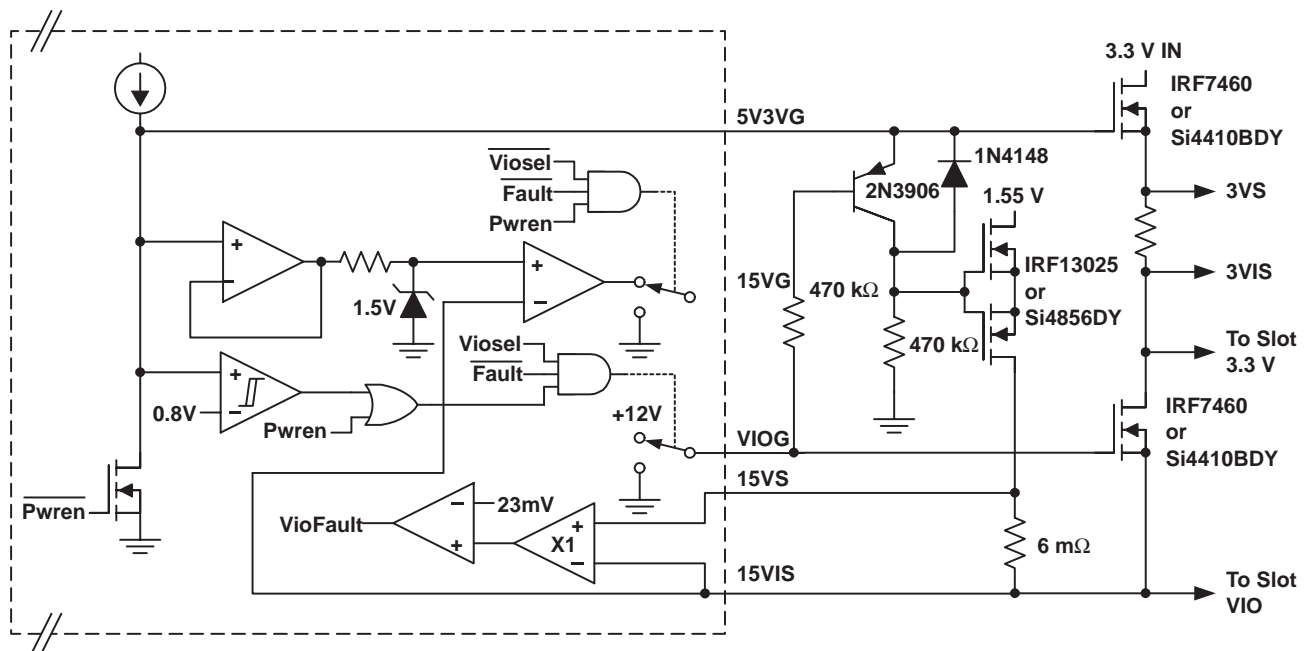 3.3 V IN
IRF7460
or
Si4410BDY
5V3VG
Viosel
Fault
Pwren
1N4148
2N3906
1.55 V
3VS
+
−
+
−
1.5V
15VG
470 kΩ
IRF13025
or
Si4856DY
3VIS
Viosel
Fault
470 kΩ
To Slot
3.3 V
+
−
0.8V
Pwren
+12V
VIOG
IRF7460
or
Si4410BDY
15VS
Pwren
VioFault
−
+
23mV
X1
+
−
6 mΩ
15VIS
To Slot
VIO